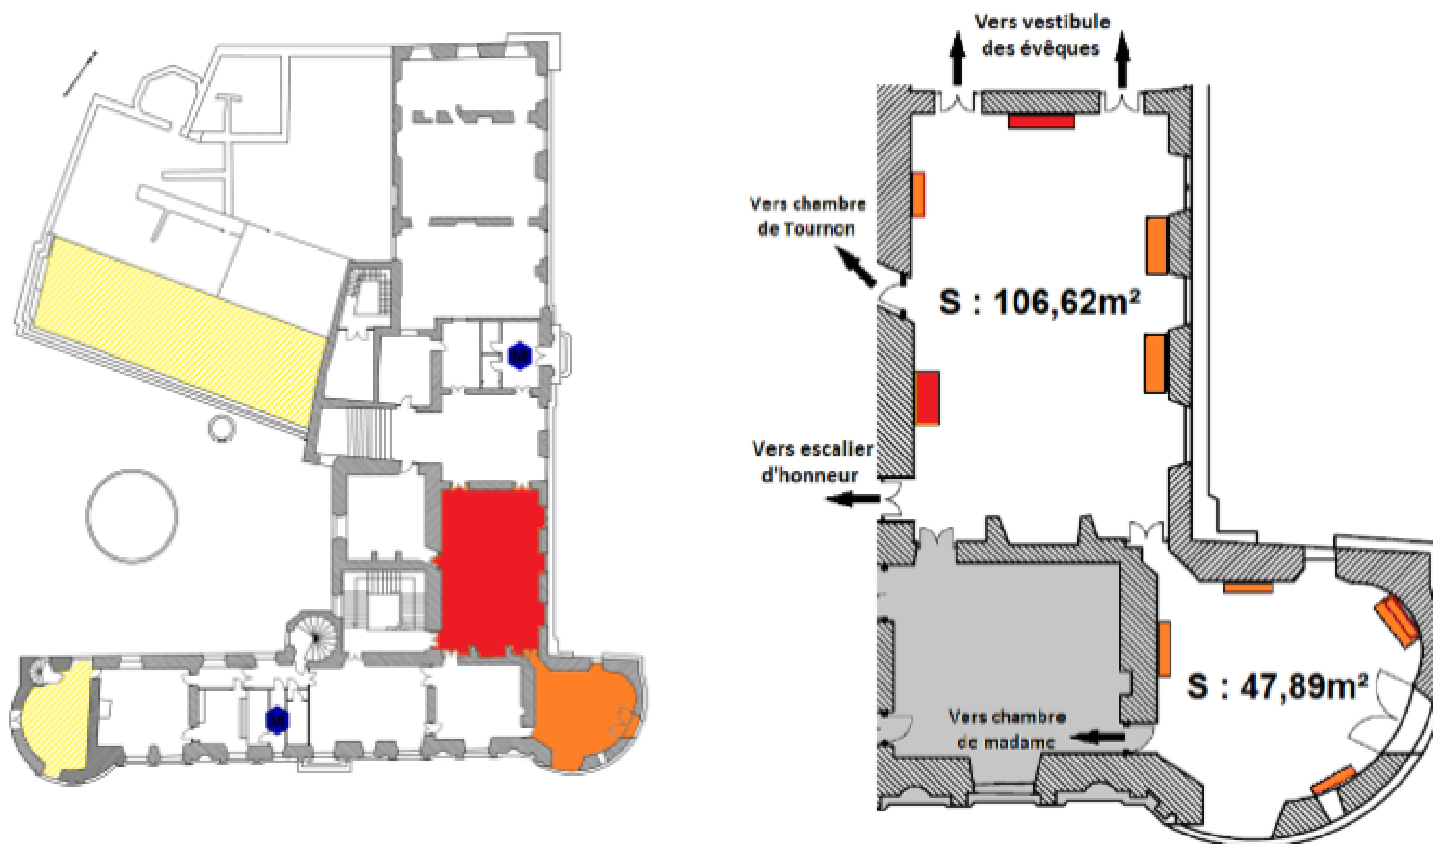 M
M
Vers vestibule
des évêques
Vers chambre
de Tournon
S : 106,62m²
Vers escalier
d'honneur
S : 47,89m²
Vers chambre
de madame